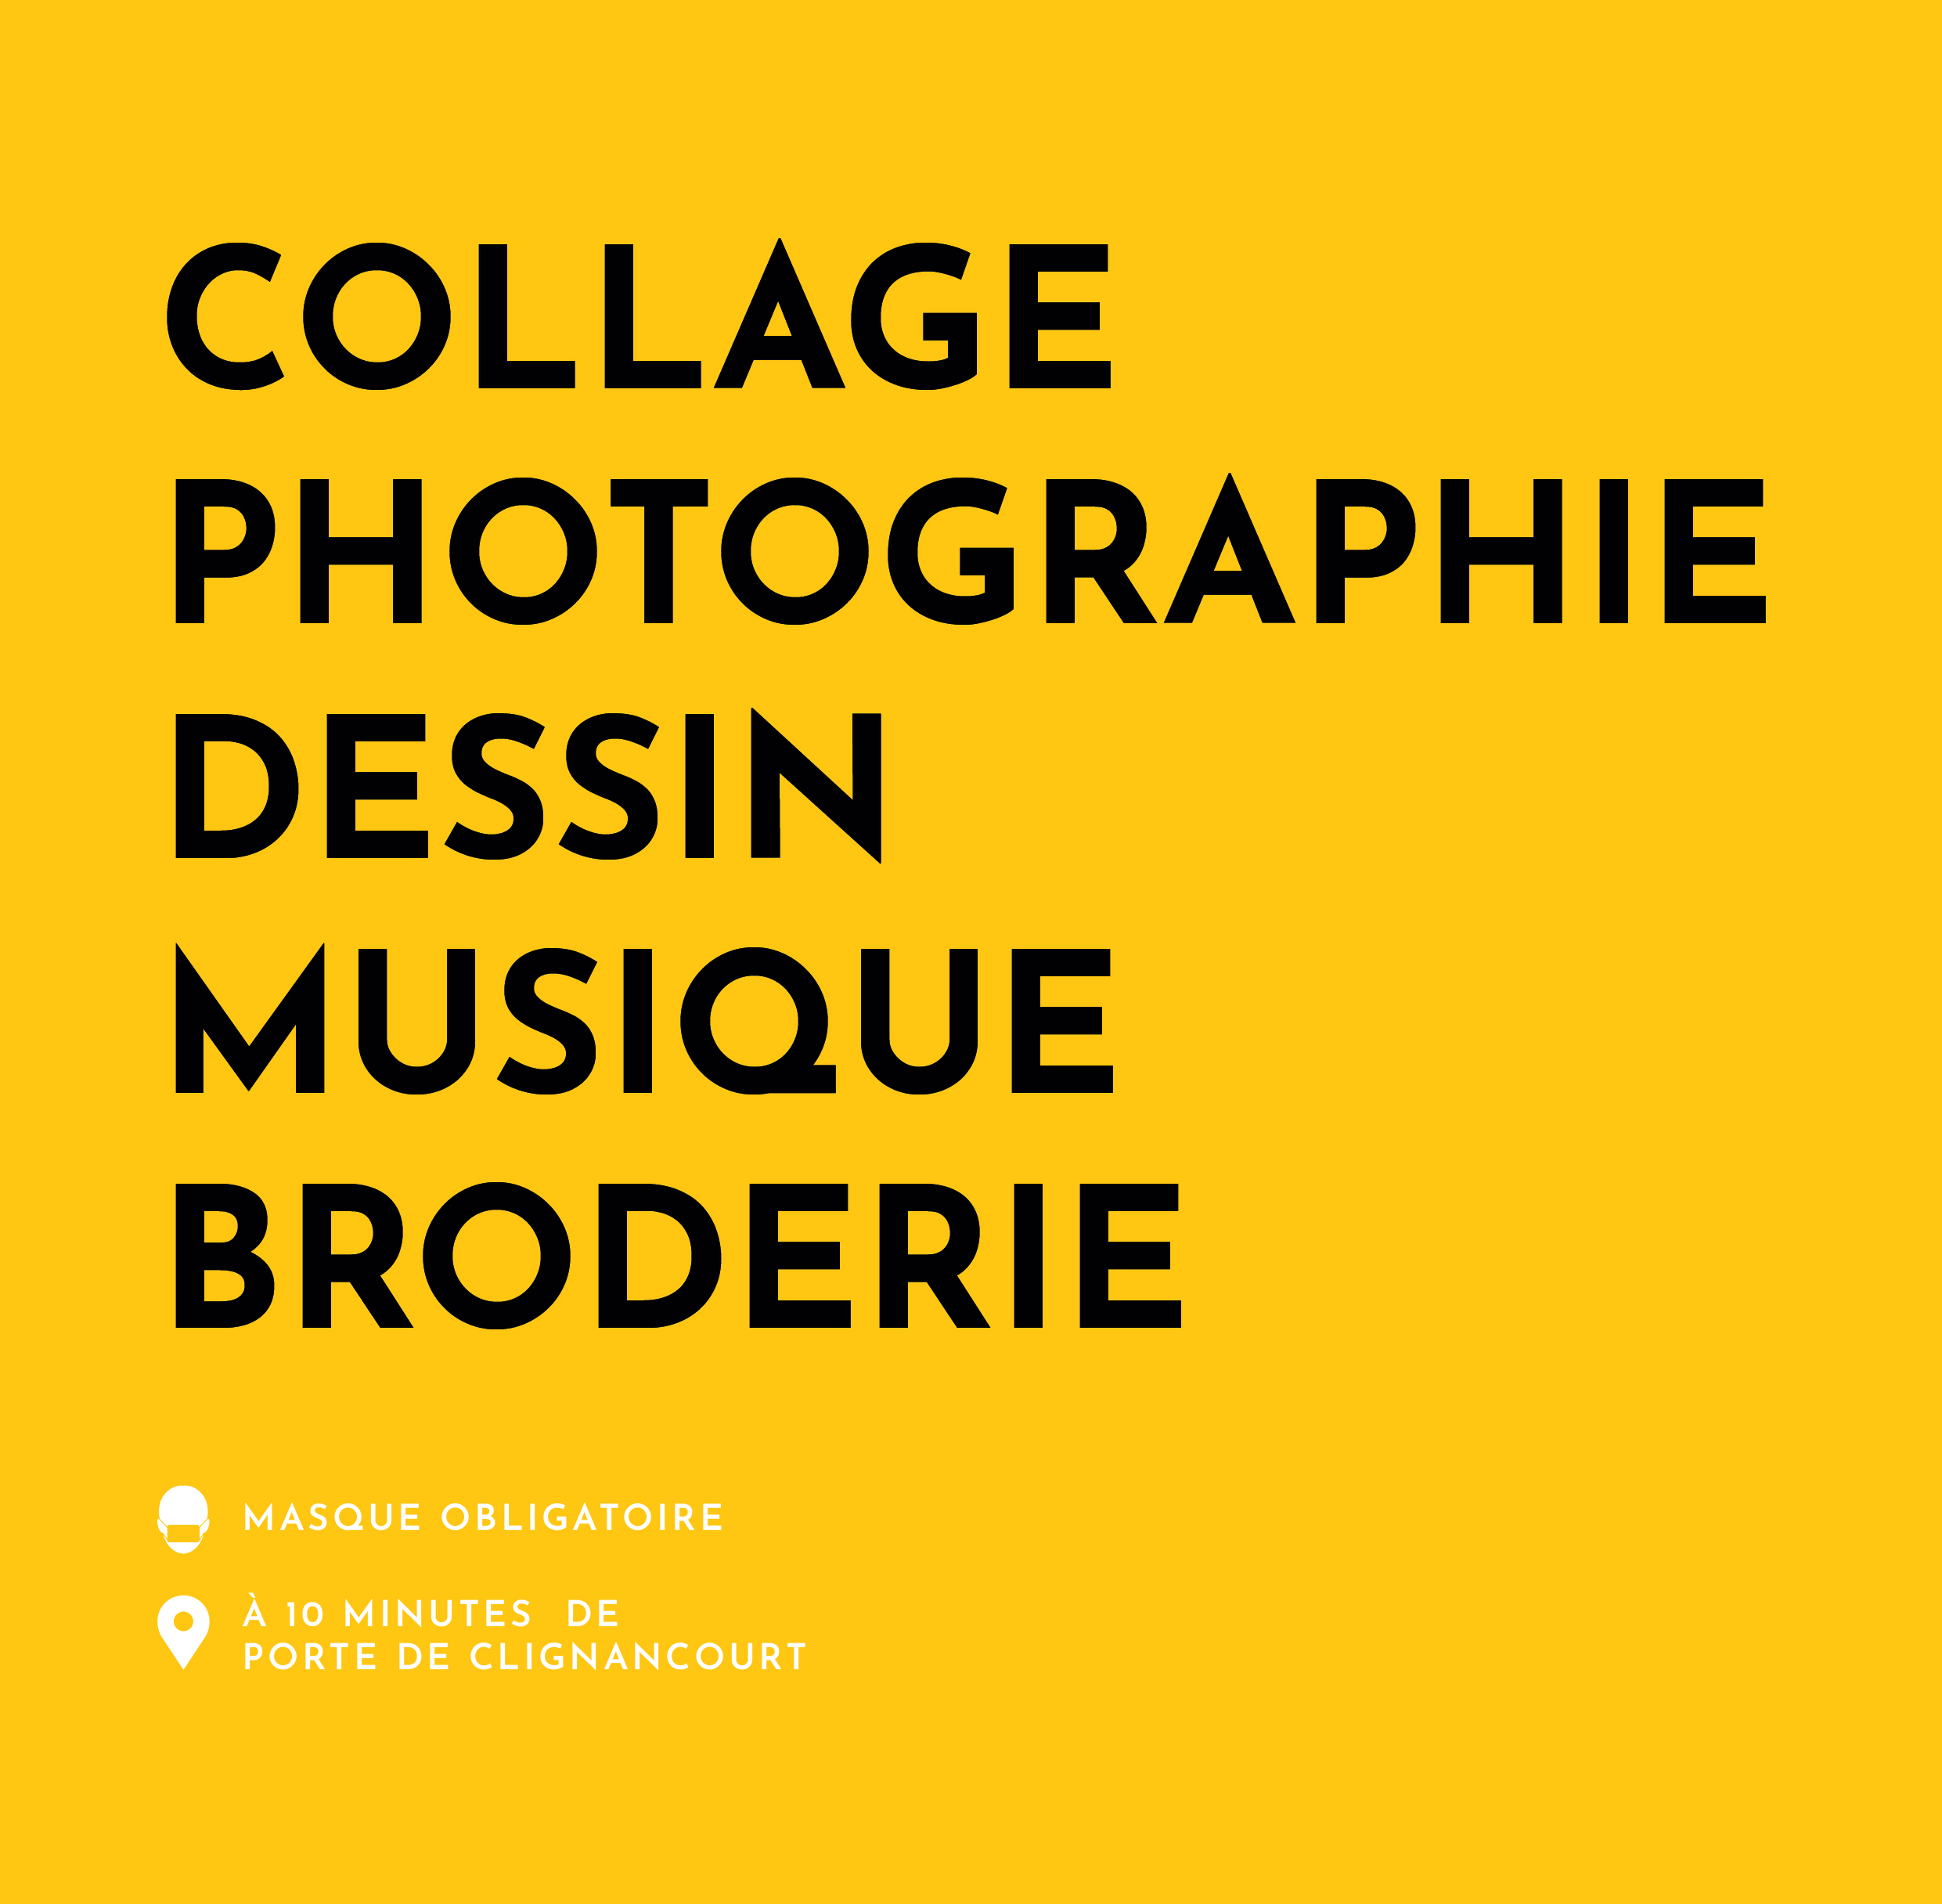 COLLAGE
PHOTOGRAPHIE
DESSIN
MUSIQUE
BRODERIE
MASQUE OBLIGATOIRE
À 10 MINUTES DE
PORTE DE CLIGNANCOURT